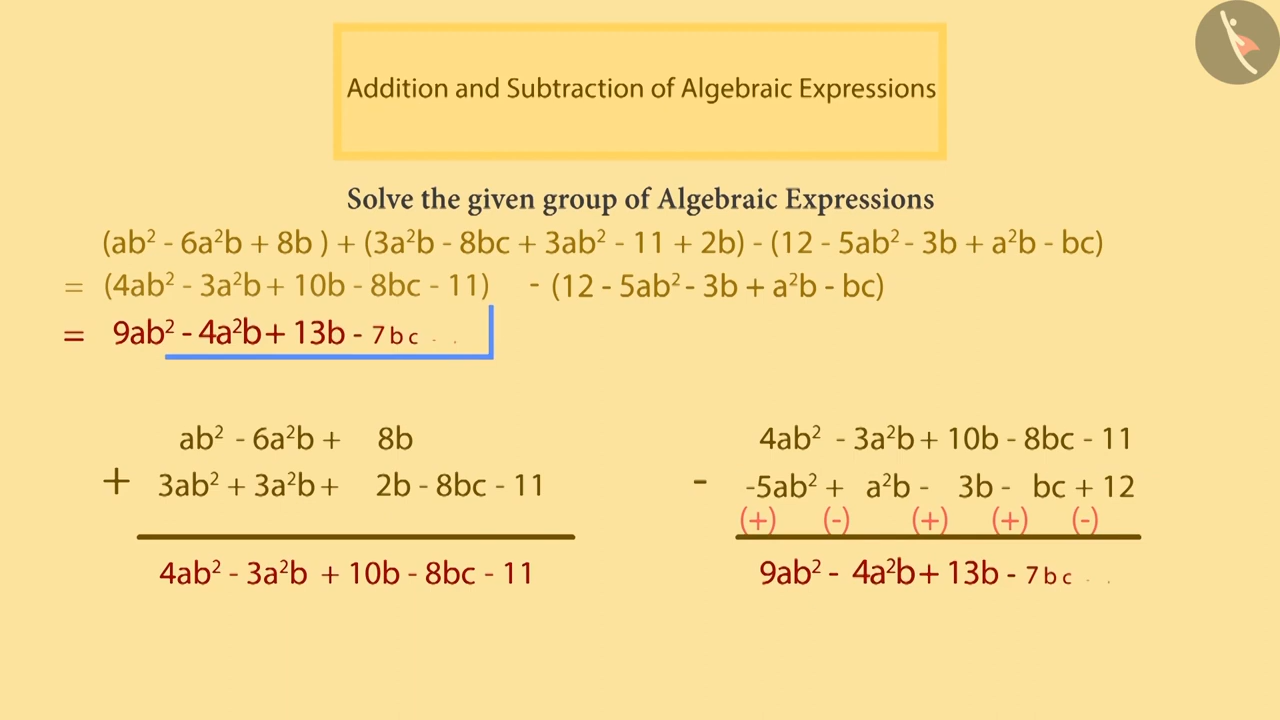 Addition and Subtraction of Algebraic Expressions
Solve the given group of Algebraic Expressions
(ab² - 6a²b + 8b ) + (3a²b - 8bc + 3ab² - 11 + 2b) - (12 - 5ab² - 3b + a²b - bc)
= (4ab² - 3a²b + 10b - 8bc - 11) - (12 - 5ab² - 3b + a²b - bc)
= 9ab² - 4a²b + 13b - 7bc
ab² - 6a²b + 8b
+ 3ab² + 3a²b + 2b - 8bc - 11
4ab² - 3a²b + 10b - 8bc - 11
4ab² - 3a²b + 10b - 8bc - 11
- -5ab² + a²b - 3b - bc + 12
(+) (-) (+) (+) (-)
9ab² - 4a²b + 13b - 7bc